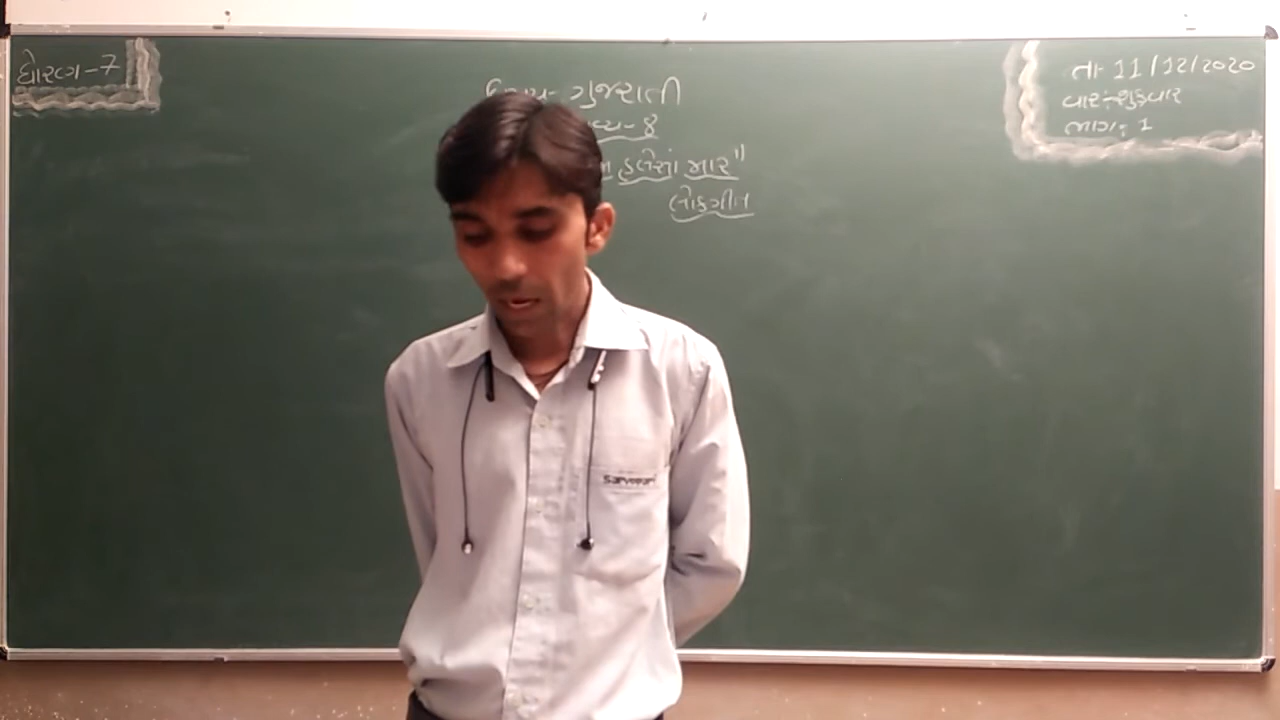 ધોરણ-7
ગુજરાતી
હલેસાં માર"
લોકગીત
તા- 11/12/2020
વાર:-શુક્રવાર
ભાગ: 1